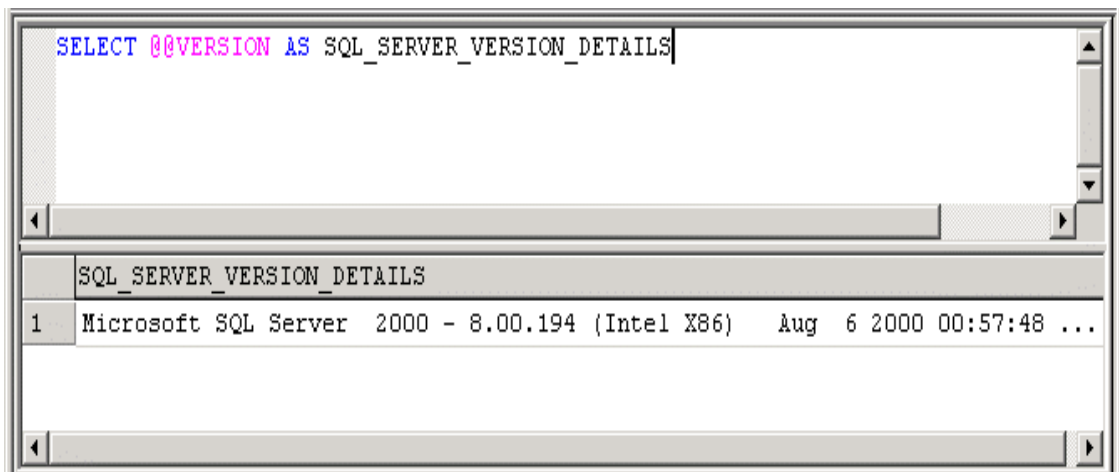 SELECT @@VERSION AS SQL_SERVER_VERSION_DETAILS
SQL_SERVER_VERSION_DETAILS
1 Microsoft SQL Server  2000 - 8.00.194 (Intel X86)   Aug  6 2000 00:57:48 ...